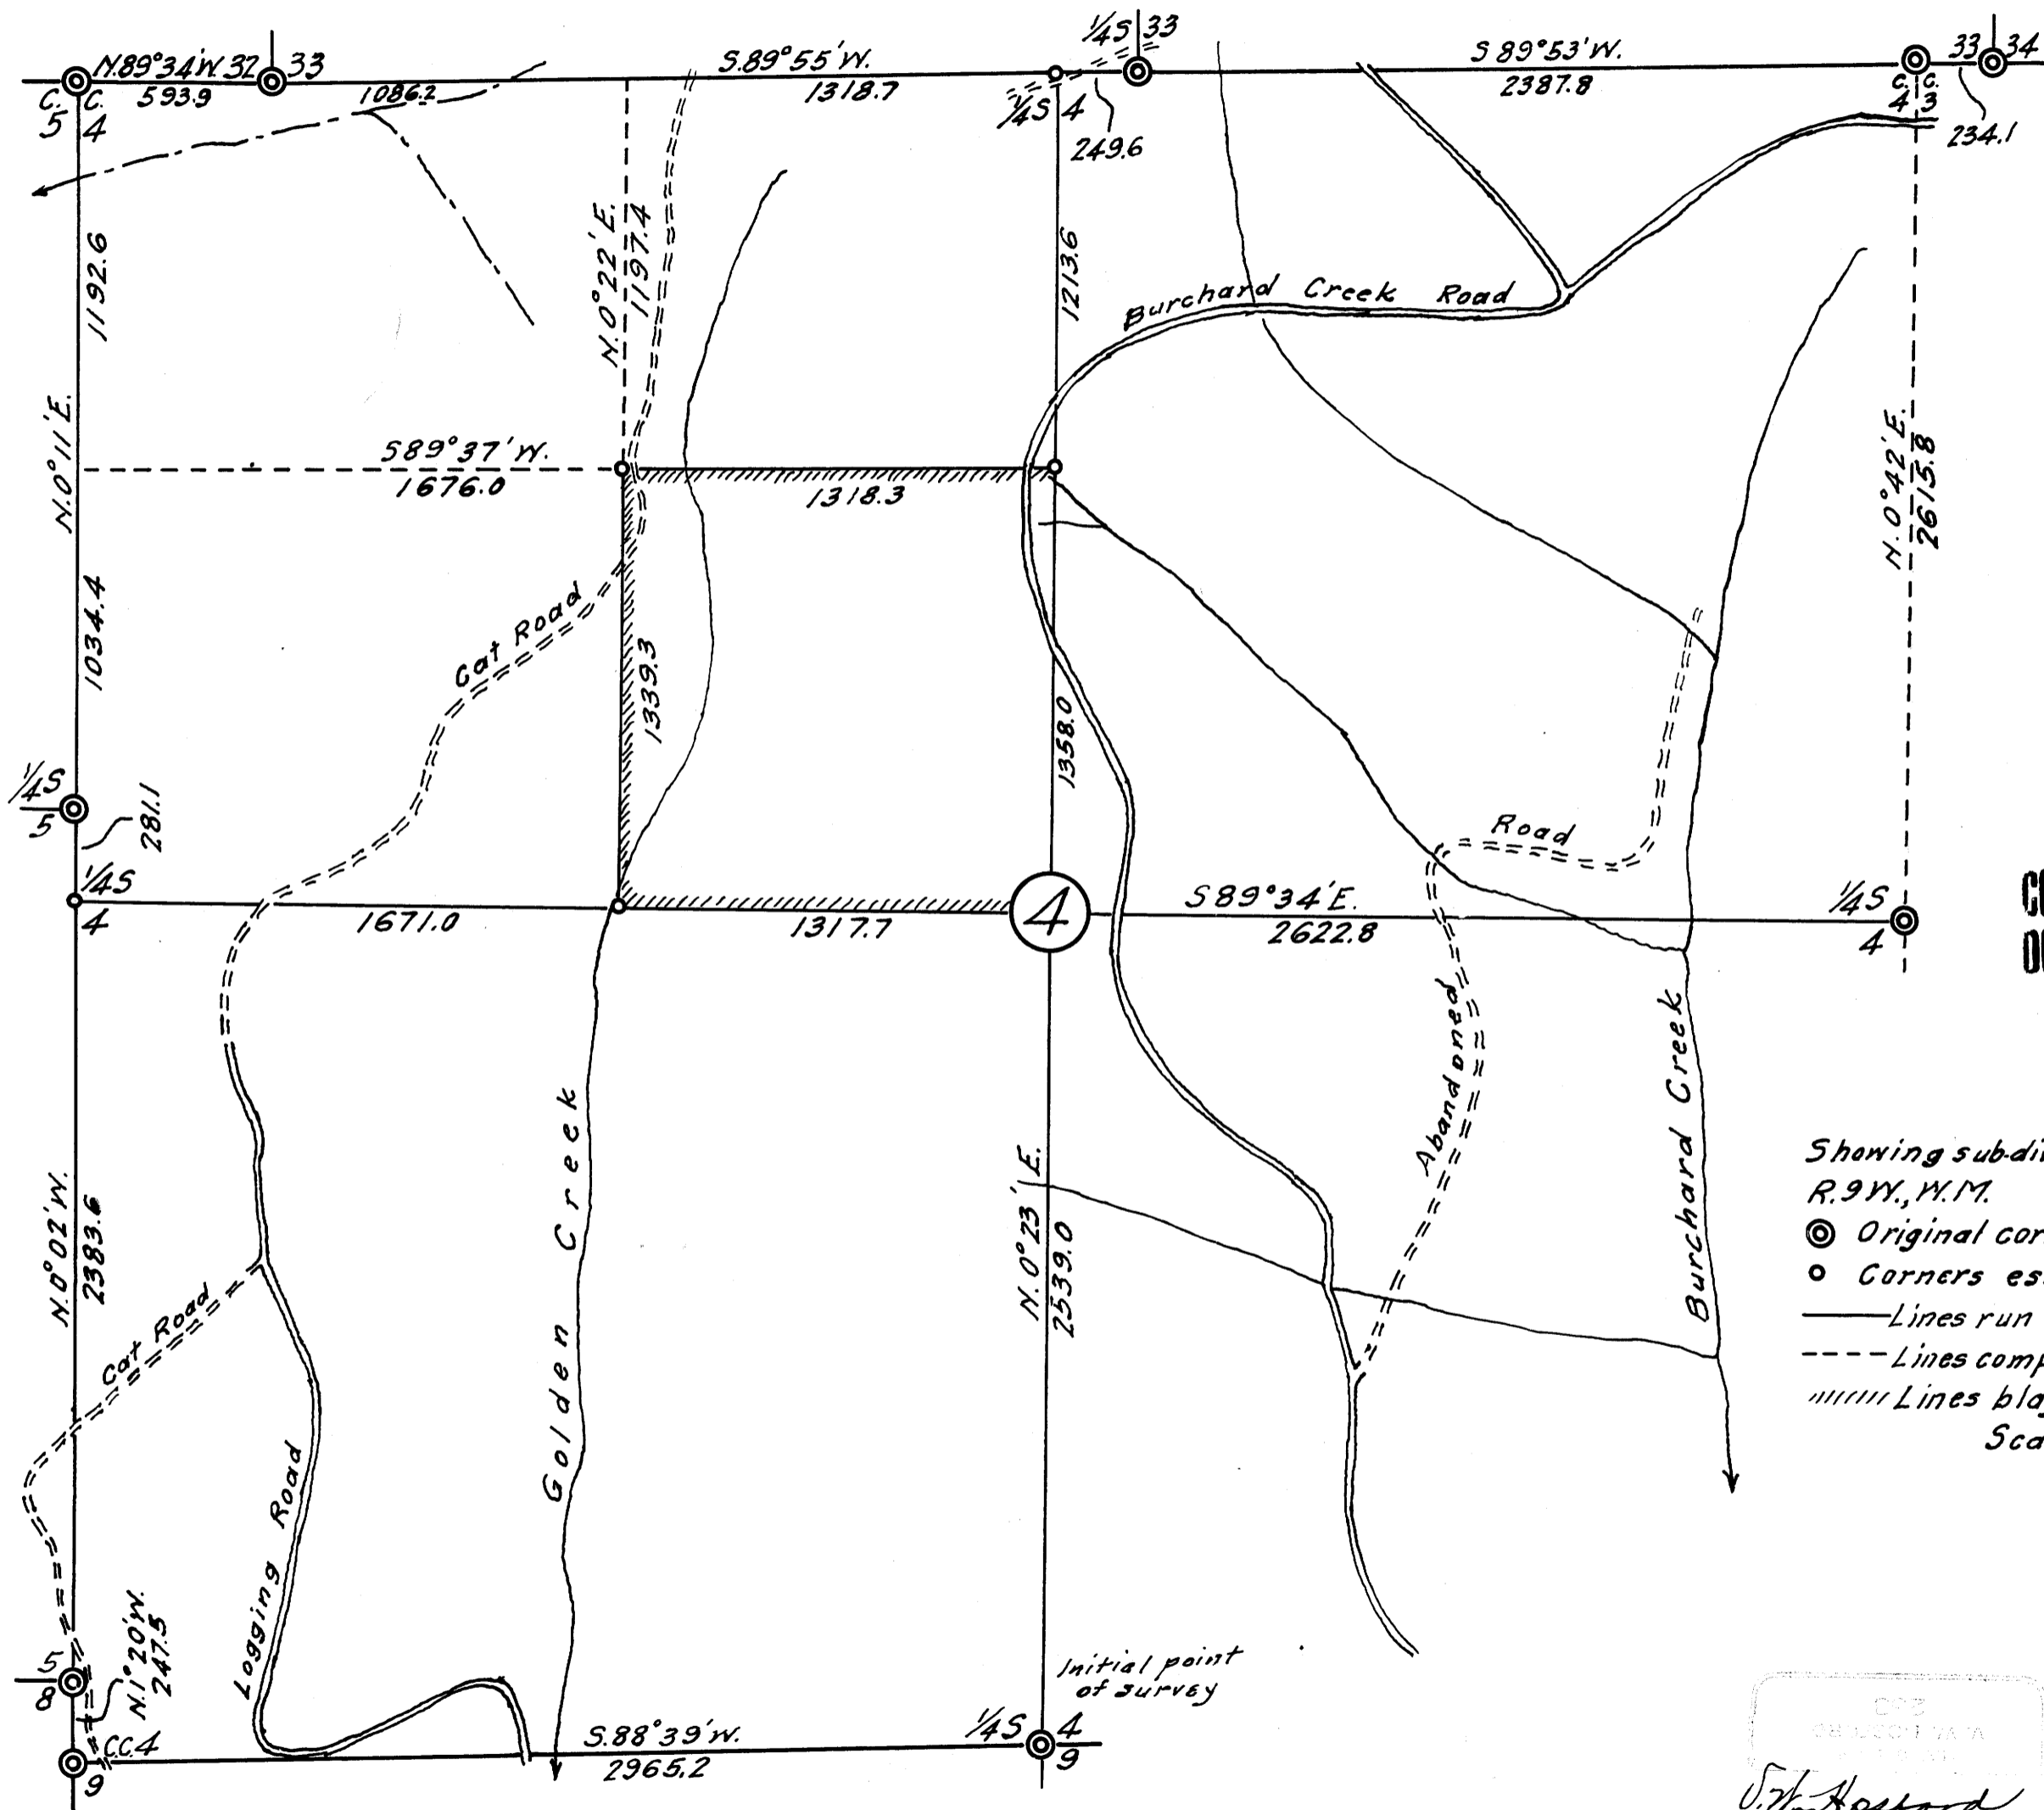 N.89°34'W. 32
33
593.9
1086.2
S.89°55'W.
1318.7
1/4S 33
1/4S 4
249.6
S 89°53'W.
2387.8
33 34
C. C.
4 3
234.1
C. C.
5 4
1192.6
N.0°22'E.
1197.4
1213.6
Burchard Creek Road
N.0°11'E.
S89°37'W.
1676.0
1318.3
N.0°42'E.
2615.8
1034.4
Cat Road
1339.3
1358.0
1/4S
5
281.1
Road
1/4S
4
1671.0
1317.7
4
S89°34'E.
2622.8
1/4S
4
Abandoned
Burchard Creek
Golden Creek
N.0°02'W.
2383.6
N.0°23'E.
2539.0
Showing sub-di
R.9W., W.M.
Original cor
Corners es
Lines run
Lines comp
Lines bla
Sca
Cat Road
Logging Road
5
8
N.1°20'W.
247.5
C.C. 4
9
S.88°39'W.
2965.2
Initial point
of survey
1/4S 4
9